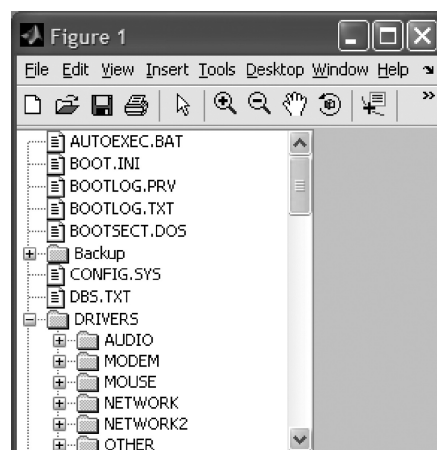 Figure 1
File Edit View Insert Tools Desktop Window Help
AUTOEXEC.BAT
BOOT.INI
BOOTLOG.PRV
BOOTLOG.TXT
BOOTSECT.DOS
Backup
CONFIG.SYS
DBS.TXT
DRIVERS
AUDIO
MODEM
MOUSE
NETWORK
NETWORK2
OTHER